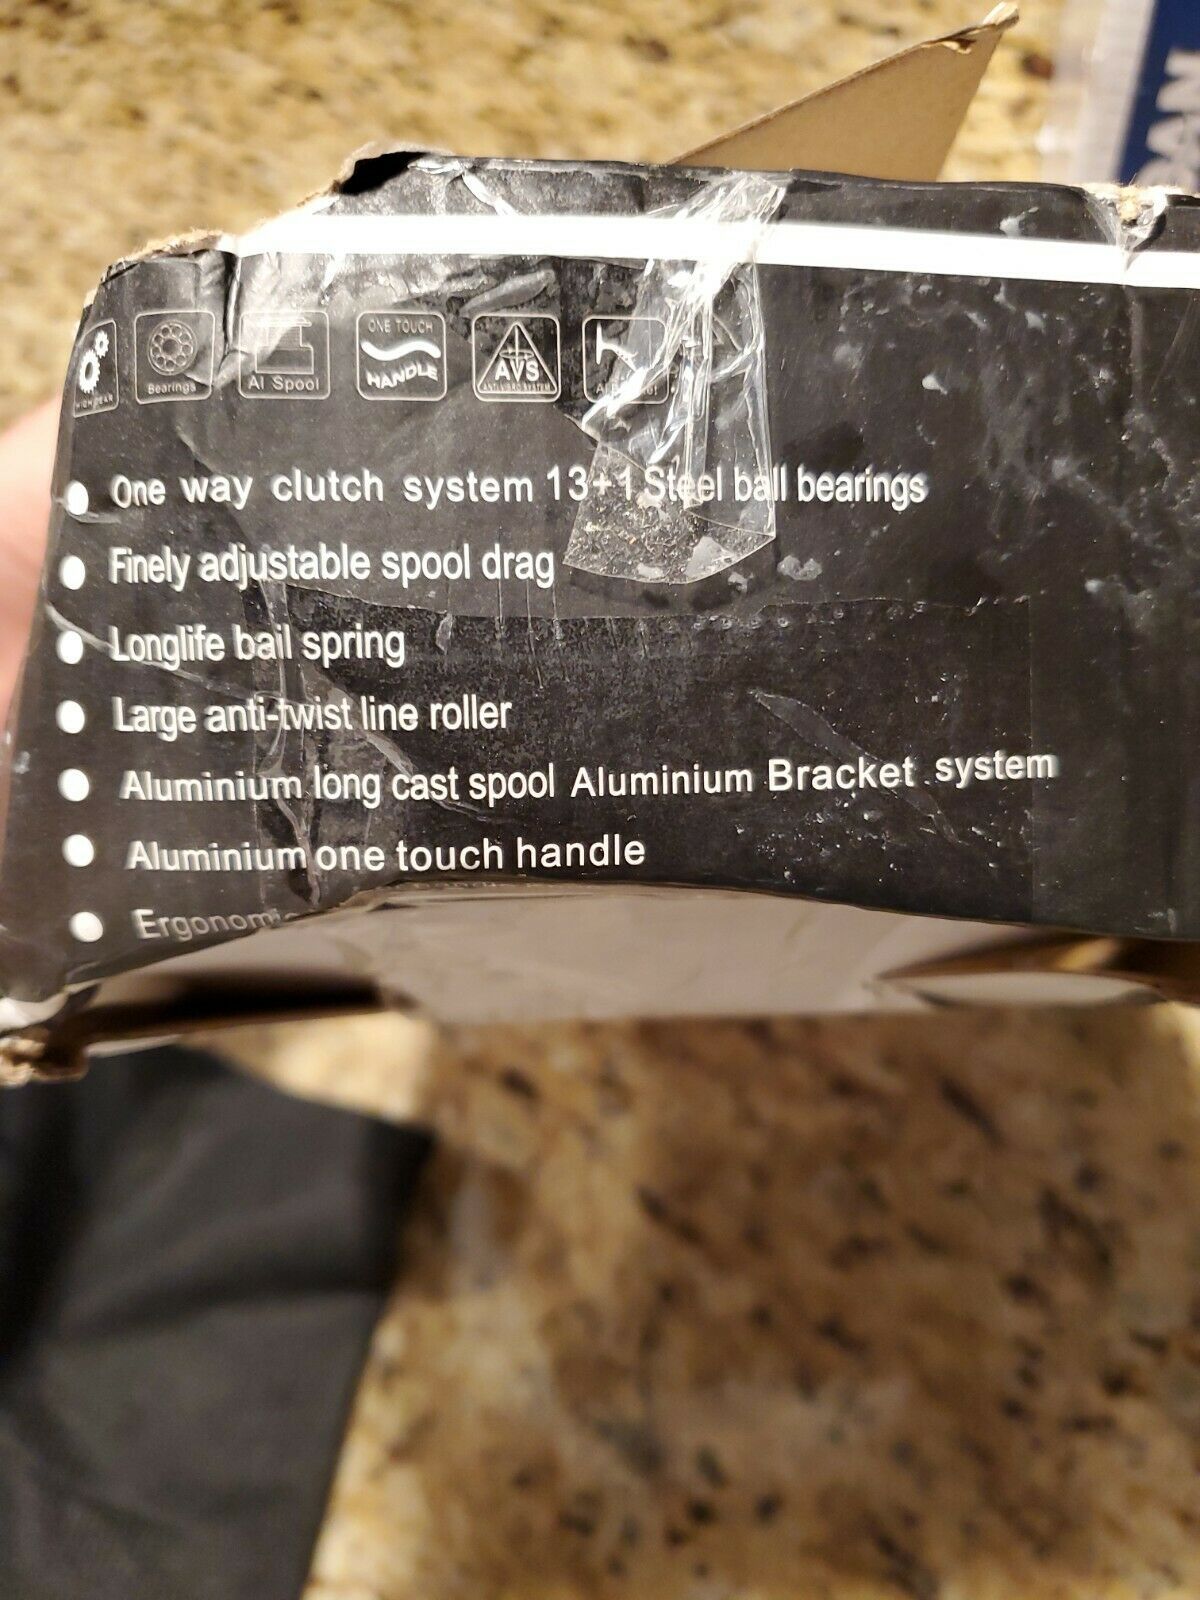 HIGH GEAR
Bearings
Al Spool
ONE TOUCH
HANDLE
AVS
One way clutch system 13+1 Steel ball bearings
Finely adjustable spool drag
Longlife bail spring
Large anti-twist line roller
Aluminium long cast spool Aluminium Bracket system
Aluminium one touch handle